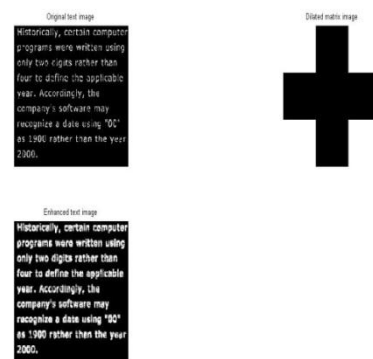 Original text image
Historically, certain computer
programs were written using
only two digits rather than
four to define the applicable
year. Accordingly, the
company's software may
recognize a date using "00"
as 1900 rather than the year
2000.
Dilated matrix image
Enhanced text image
Historically, certain computer
programs were written using
only two digits rather than
four to define the applicable
year. Accordingly, the
company's software may
recognize a date using "00"
as 1900 rather than the year
2000.